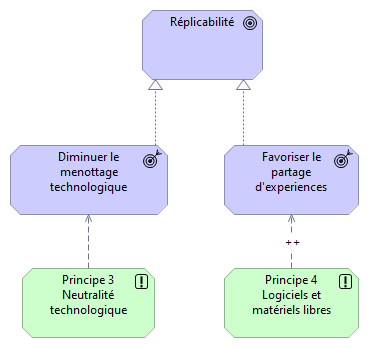 Réplicabilité
Diminuer le
menottage
technologique
Favoriser le
partage
d'experiences
++
Principe 3
Neutralité
technologique
Principe 4
Logiciels et
matériels libres